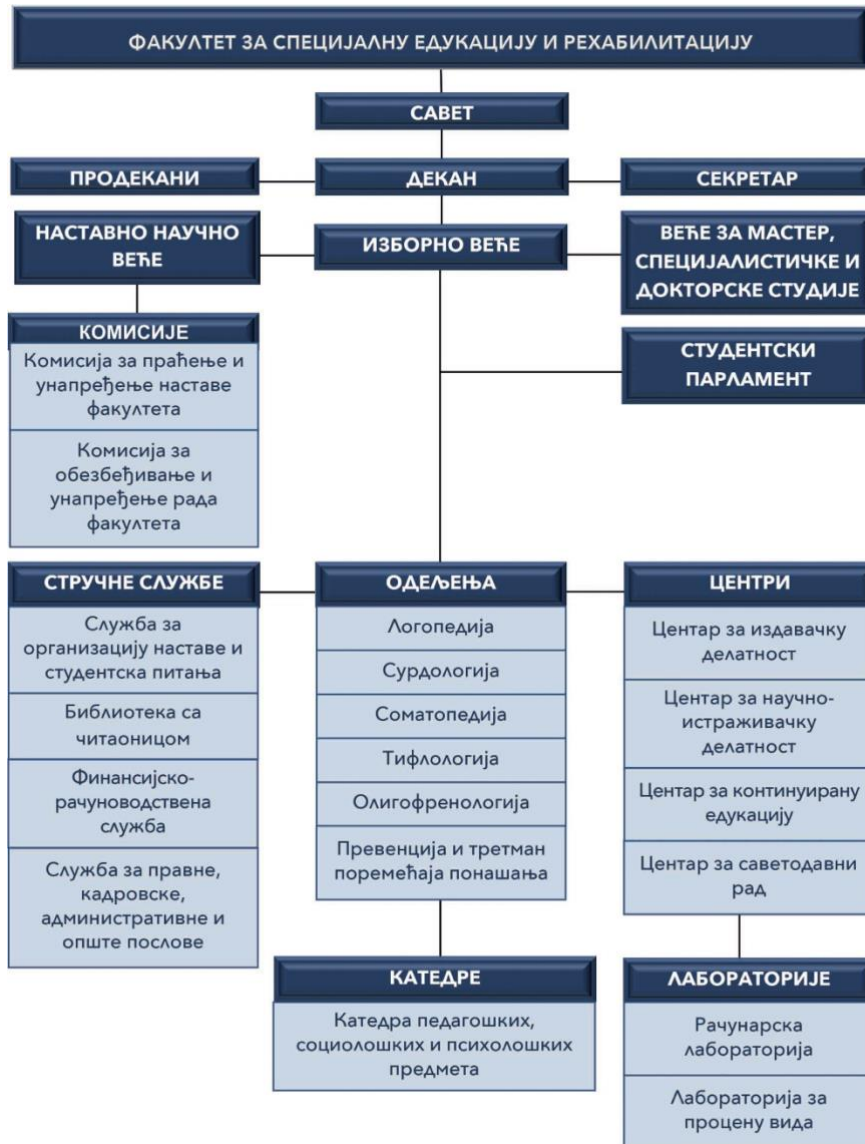 ФАКУЛТЕТ ЗА СПЕЦИЈАЛНУ ЕДУКАЦИЈУ И РЕХАБИЛИТАЦИЈУ
САВЕТ
ПРОДЕКАНИ
ДЕКАН
СЕКРЕТАР
НАСТАВНО НАУЧНО
ВЕЋЕ
ИЗБОРНО ВЕЋЕ
ВЕЋЕ ЗА МАСТЕР,
СПЕЦИЈАЛИСТИЧКЕ И
ДОКТОРСКЕ СТУДИЈЕ
КОМИСИЈЕ
Комисија за праћење и
унапређење наставе
факултета
Комисија за
обезбеђивање и
унапређење рада
факултета
СТУДЕНТСКИ
ПАРЛАМЕНТ
СТРУЧНЕ СЛУЖБЕ
Служба за
организацију наставе и
студентска питања
Библиотека са
читаоницом
Финансијско-
рачуноводствена
служба
Служба за правне,
кадровске,
административне и
опште послове
ОДЕЉЕЊА
Логопедија
Сурдологија
Соматопедија
Тифлологија
Олигофренологија
Превенција и третман
поремећаја понашања
ЦЕНТРИ
Центар за издавачку
делатност
Центар за научно-
истраживачку
делатност
Центар за континуирану
едукацију
Центар за саветодавни
рад
КАТЕДРЕ
Катедра педагошких,
социолошких и психолошких
предмета
ЛАБОРАТОРИЈЕ
Рачунарска
лабораторија
Лабораторија за
процену вида